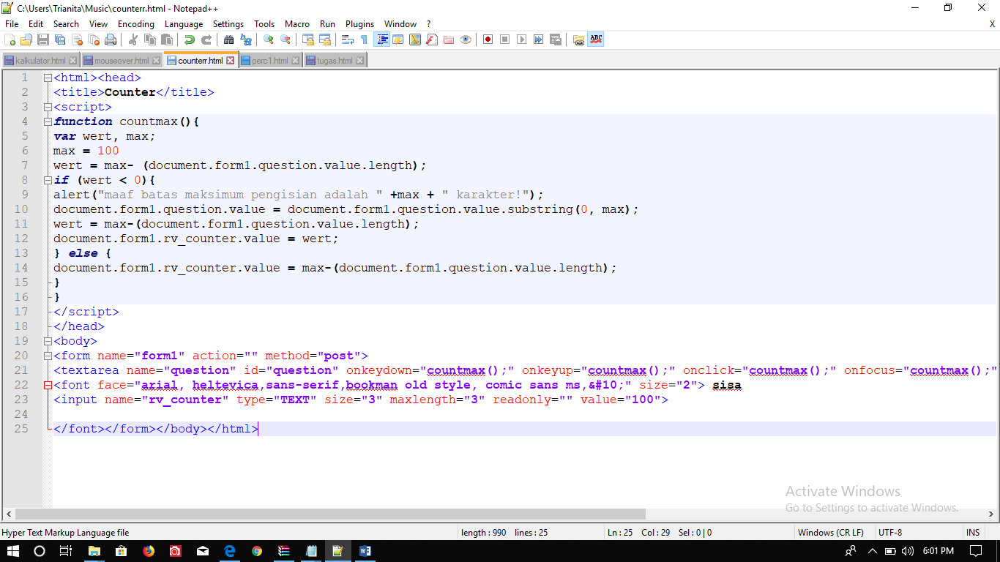 C:\Users\Trianita\Music\counterr.html - Notepad++
File Edit Search View Encoding Language Settings Tools Macro Run Plugins Window ? X
kalkulator.html mouseover.html counterr.html perc1.html tugas.html
1 <html><head>
2 <title>Counter</title>
3 <script>
4 function countmax(){
5 var wert, max;
6 max = 100
7 wert = max- (document.form1.question.value.length);
8 if (wert < 0){
9 alert("maaf batas maksimum pengisian adalah " +max + " karakter!");
10 document.form1.question.value = document.form1.question.value.substring(0, max);
11 wert = max-(document.form1.question.value.length);
12 document.form1.rv_counter.value = wert;
13 } else {
14 document.form1.rv_counter.value = max-(document.form1.question.value.length);
15 }
16 }
17 </script>
18 </head>
19 <body>
20 <form name="form1" action="" method="post">
21 <textarea name="question" id="question" onkeydown="countmax();" onkeyup="countmax();" onclick="countmax();" onfocus="countmax();"
22 <font face="arial, heltevica,sans-serif,bookman old style, comic sans ms,&#10;" size="2"> sisa
23 <input name="rv_counter" type="TEXT" size="3" maxlength="3" readonly="" value="100">
24
25 </font></form></body></html>
Activate Windows
Go to Settings to activate Windows.
Hyper Text Markup Language file length : 990 lines : 25 Ln : 25 Col : 29 Sel : 0 | 0 Windows (CR LF) UTF-8 INS
6:01 PM